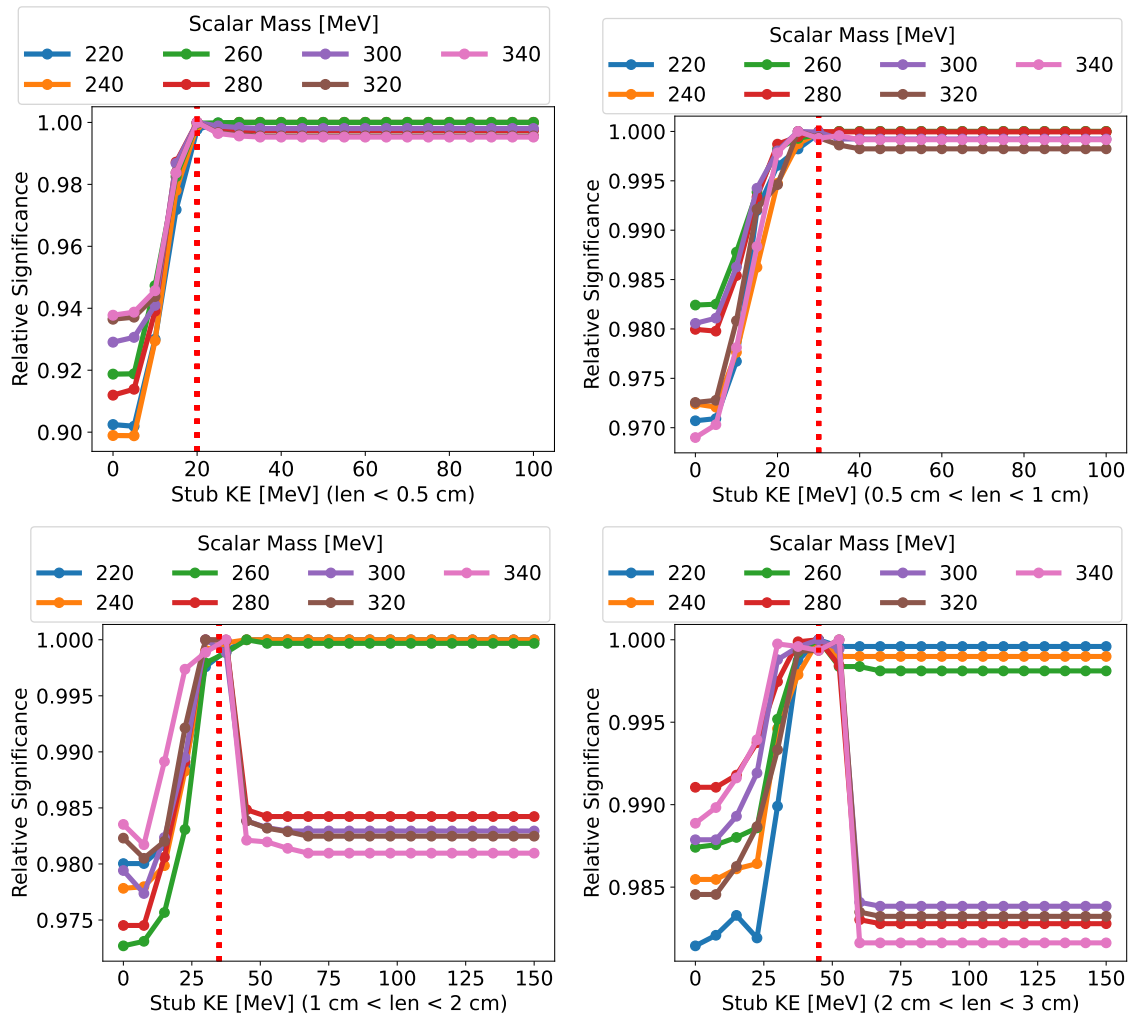 Scalar Mass [MeV]
220 260 300 340
240 280 320
Relative Significance
1.00
0.98
0.96
0.94
0.92
0.90
0 20 40 60 80 100
Stub KE [MeV] (len < 0.5 cm)
Scalar Mass [MeV]
220 260 300 340
240 280 320
Relative Significance
1.000
0.995
0.990
0.985
0.980
0.975
0.970
0 20 40 60 80 100
Stub KE [MeV] (0.5 cm < len < 1 cm)
Scalar Mass [MeV]
220 260 300 340
240 280 320
Relative Significance
1.000
0.995
0.990
0.985
0.980
0.975
0 25 50 75 100 125 150
Stub KE [MeV] (1 cm < len < 2 cm)
Scalar Mass [MeV]
220 260 300 340
240 280 320
Relative Significance
1.000
0.995
0.990
0.985
0 25 50 75 100 125 150
Stub KE [MeV] (2 cm < len < 3 cm)